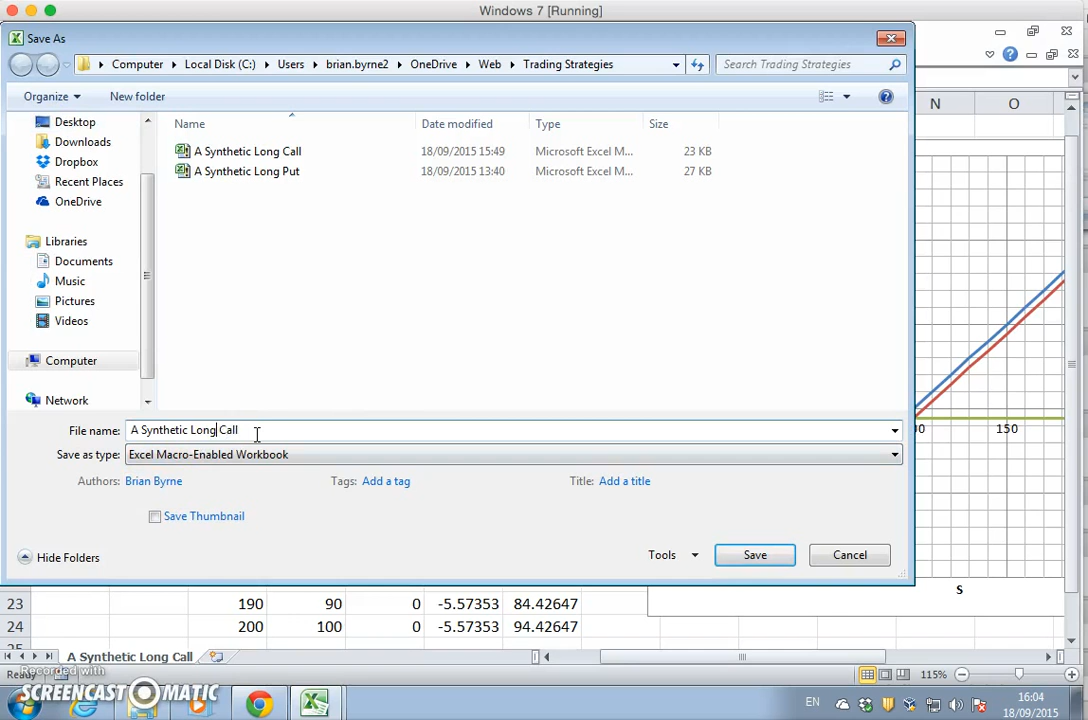 Windows 7 [Running]
Save As
Computer Local Disk (C:) Users brian.byrne2 OneDrive Web Trading Strategies
Search Trading Strategies
Organize New folder
Name Date modified Type Size
Desktop
Downloads
Dropbox
Recent Places
OneDrive
Libraries
Documents
Music
Pictures
Videos
Computer
Network
A Synthetic Long Call 18/09/2015 15:49 Microsoft Excel M... 23 KB
A Synthetic Long Put 18/09/2015 13:40 Microsoft Excel M... 27 KB
File name: A Synthetic Long Call
Save as type: Excel Macro-Enabled Workbook
Authors: Brian Byrne Tags: Add a tag Title: Add a title
Save Thumbnail
Hide Folders Tools Save Cancel
N O
150
S
23 190 90 0 -5.57353 84.42647
24 200 100 0 -5.57353 94.42647
A Synthetic Long Call
Ready 115%
Recorded with
SCREENCAST MATIC
EN 16:04
18/09/2015